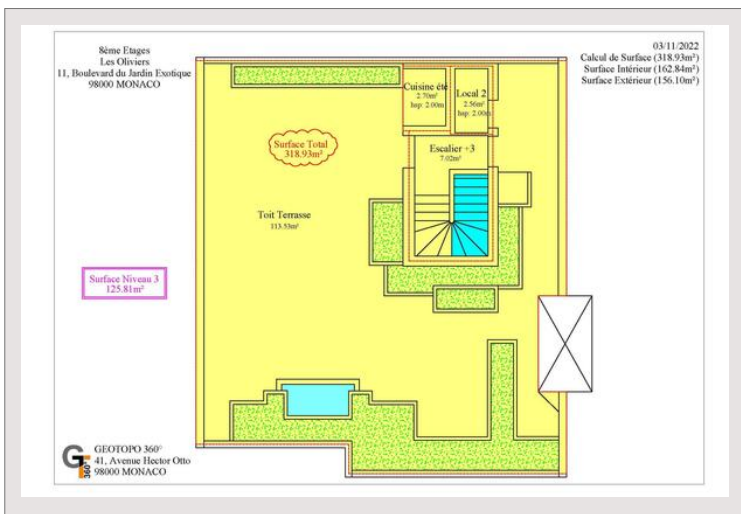 8ème Etages
Les Oliviers
11, Boulevard du Jardin Exotique
98000 MONACO
03/11/2022
Calcul de Surface (318.93m²)
Surface Intérieur (162.84m²)
Surface Extérieur (156.10m²)
Cuisine été
2.70m²
hsp: 2.00m
Local 2
2.56m²
hsp: 2.00m
Surface Total
318.93m²
Escalier +3
7.02m²
Toit Terrasse
113.53m²
Surface Niveau 3
125.81m²
GT
360°
GEOTOPO 360°
41, Avenue Hector Otto
98000 MONACO